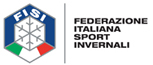 FISI
FEDERAZIONE
ITALIANA
SPORT
INVERNALI